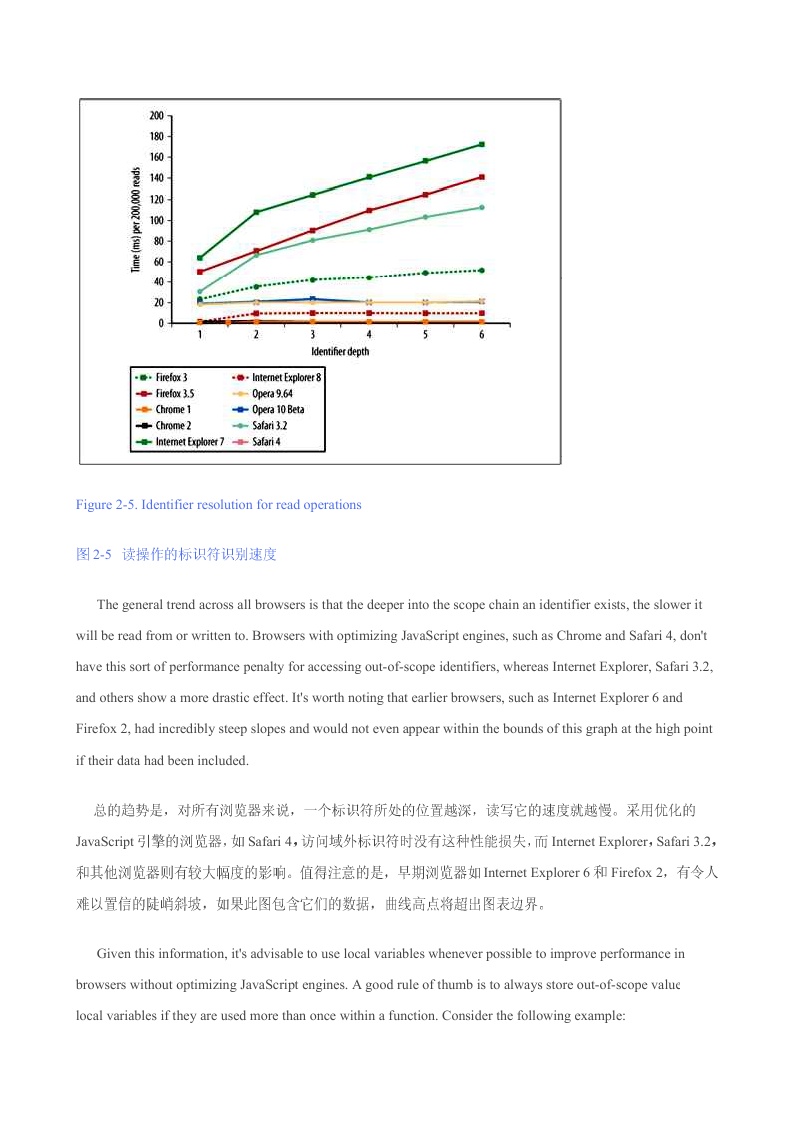 200
180
160
140
120
100
80
60
40
20
0
Time (ms) per 200,000 reads
1 2 3 4 5 6
Identifier depth
Firefox 3 Internet Explorer 8
Firefox 3.5 Opera 9.64
Chrome 1 Opera 10 Beta
Chrome 2 Safari 3.2
Internet Explorer 7 Safari 4
Figure 2-5. Identifier resolution for read operations
图 2-5 读操作的标识符识别速度
The general trend across all browsers is that the deeper into the scope chain an identifier exists, the slower it
will be read from or written to. Browsers with optimizing JavaScript engines, such as Chrome and Safari 4, don't
have this sort of performance penalty for accessing out-of-scope identifiers, whereas Internet Explorer, Safari 3.2,
and others show a more drastic effect. It's worth noting that earlier browsers, such as Internet Explorer 6 and
Firefox 2, had incredibly steep slopes and would not even appear within the bounds of this graph at the high point
if their data had been included.
总的趋势是，对所有浏览器来说，一个标识符所处的位置越深，读写它的速度就越慢。采用优化的
JavaScript 引擎的浏览器，如 Safari 4，访问域外标识符时没有这种性能损失，而 Internet Explorer，Safari 3.2，
和其他浏览器则有较大幅度的影响。值得注意的是，早期浏览器如 Internet Explorer 6 和 Firefox 2，有令人
难以置信的陡峭斜坡，如果此图包含它们的数据，曲线高点将超出图表边界。
Given this information, it's advisable to use local variables whenever possible to improve performance in
browsers without optimizing JavaScript engines. A good rule of thumb is to always store out-of-scope value
local variables if they are used more than once within a function. Consider the following example: